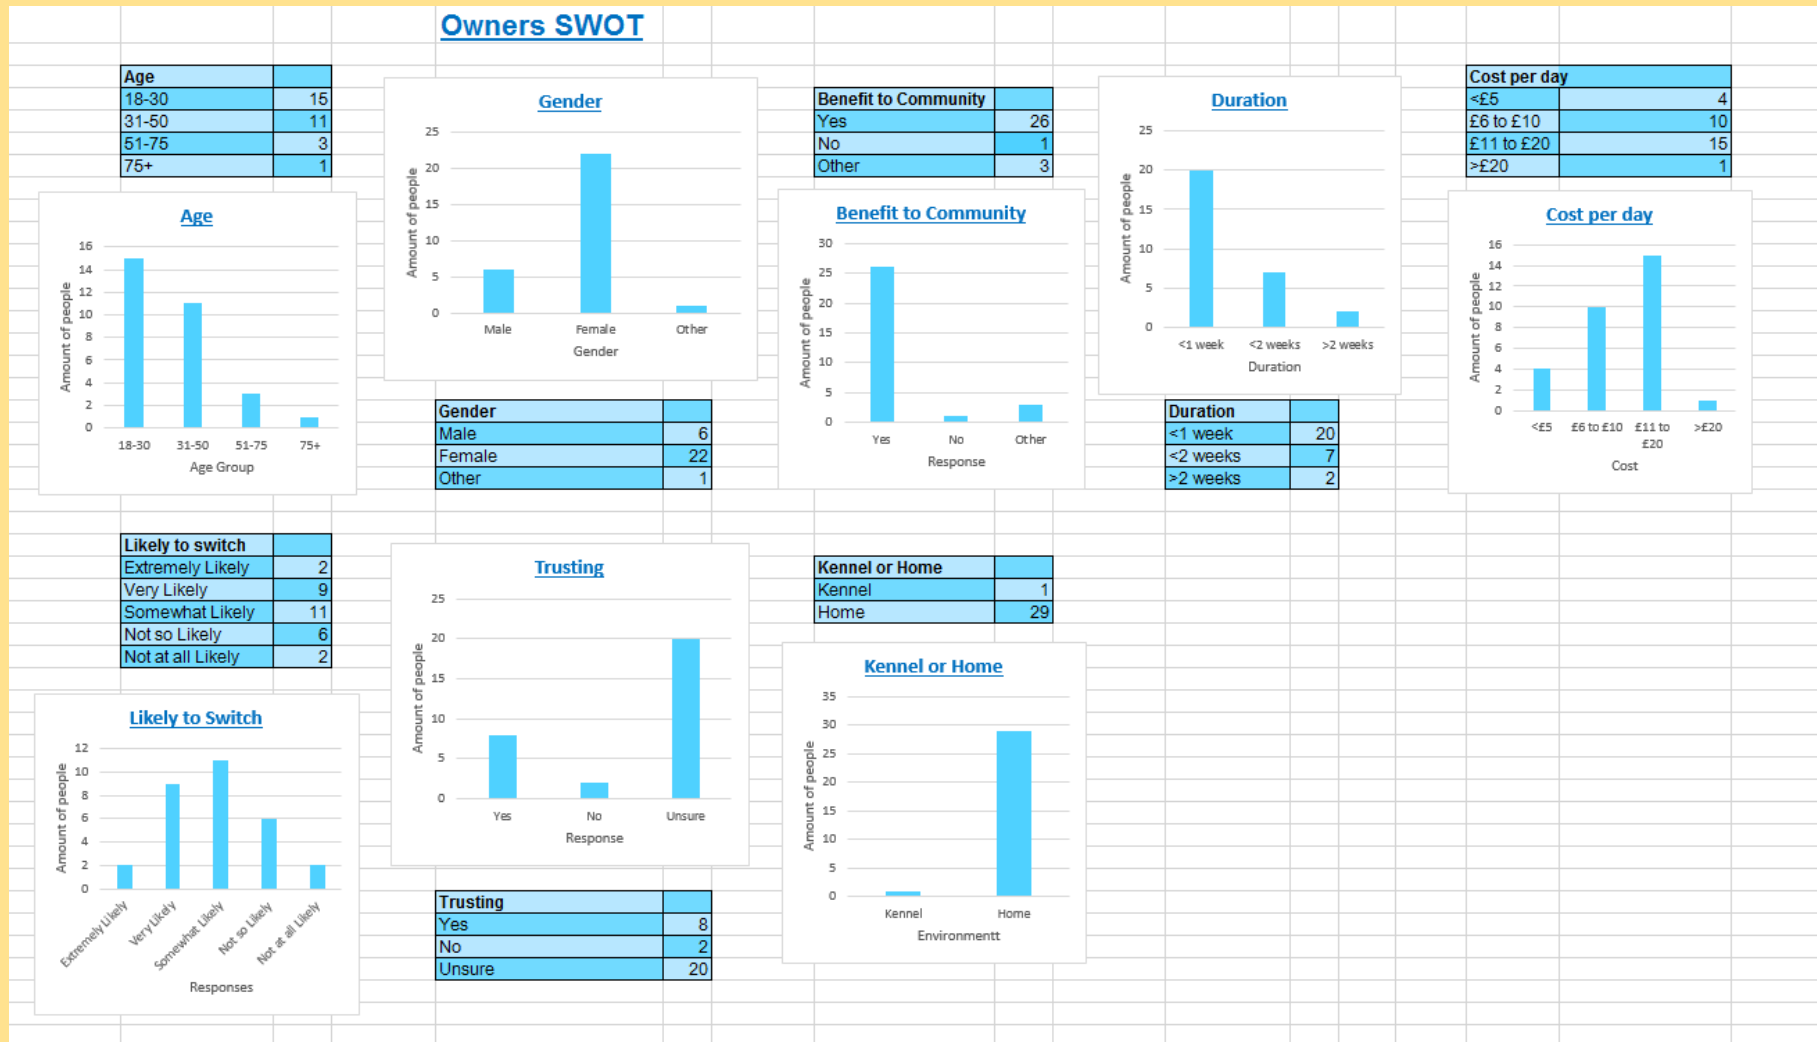 Owners SWOT
Age
18-30 15
31-50 11
51-75 3
75+ 1
Age
Amount of people
16
14
12
10
8
6
4
2
0
18-30 31-50 51-75 75+
Age Group
Gender
Amount of people
25
20
15
10
5
0
Male Female Other
Gender
Gender
Male 6
Female 22
Other 1
Benefit to Community
Yes 26
No 1
Other 3
Benefit to Community
Amount of people
30
25
20
15
10
5
0
Yes No Other
Response
Duration
Amount of people
25
20
15
10
5
0
<1 week <2 weeks >2 weeks
Duration
Duration
<1 week 20
<2 weeks 7
>2 weeks 2
Cost per day
<£5 4
£6 to £10 10
£11 to £20 15
>£20 1
Cost per day
Amount of people
16
14
12
10
8
6
4
2
0
<£5 £6 to £10 £11 to >£20
£20
Cost
Likely to switch
Extremely Likely 2
Very Likely 9
Somewhat Likely 11
Not so Likely 6
Not at all Likely 2
Likely to Switch
Amount of people
12
10
8
6
4
2
0
Extremely Likely Very Likely Somewhat Likely Not so Likely Not at all Likely
Responses
Trusting
Amount of people
25
20
15
10
5
0
Yes No Unsure
Response
Trusting
Yes 8
No 2
Unsure 20
Kennel or Home
Kennel 1
Home 29
Kennel or Home
Amount of people
35
30
25
20
15
10
5
0
Kennel Home
Environmentt